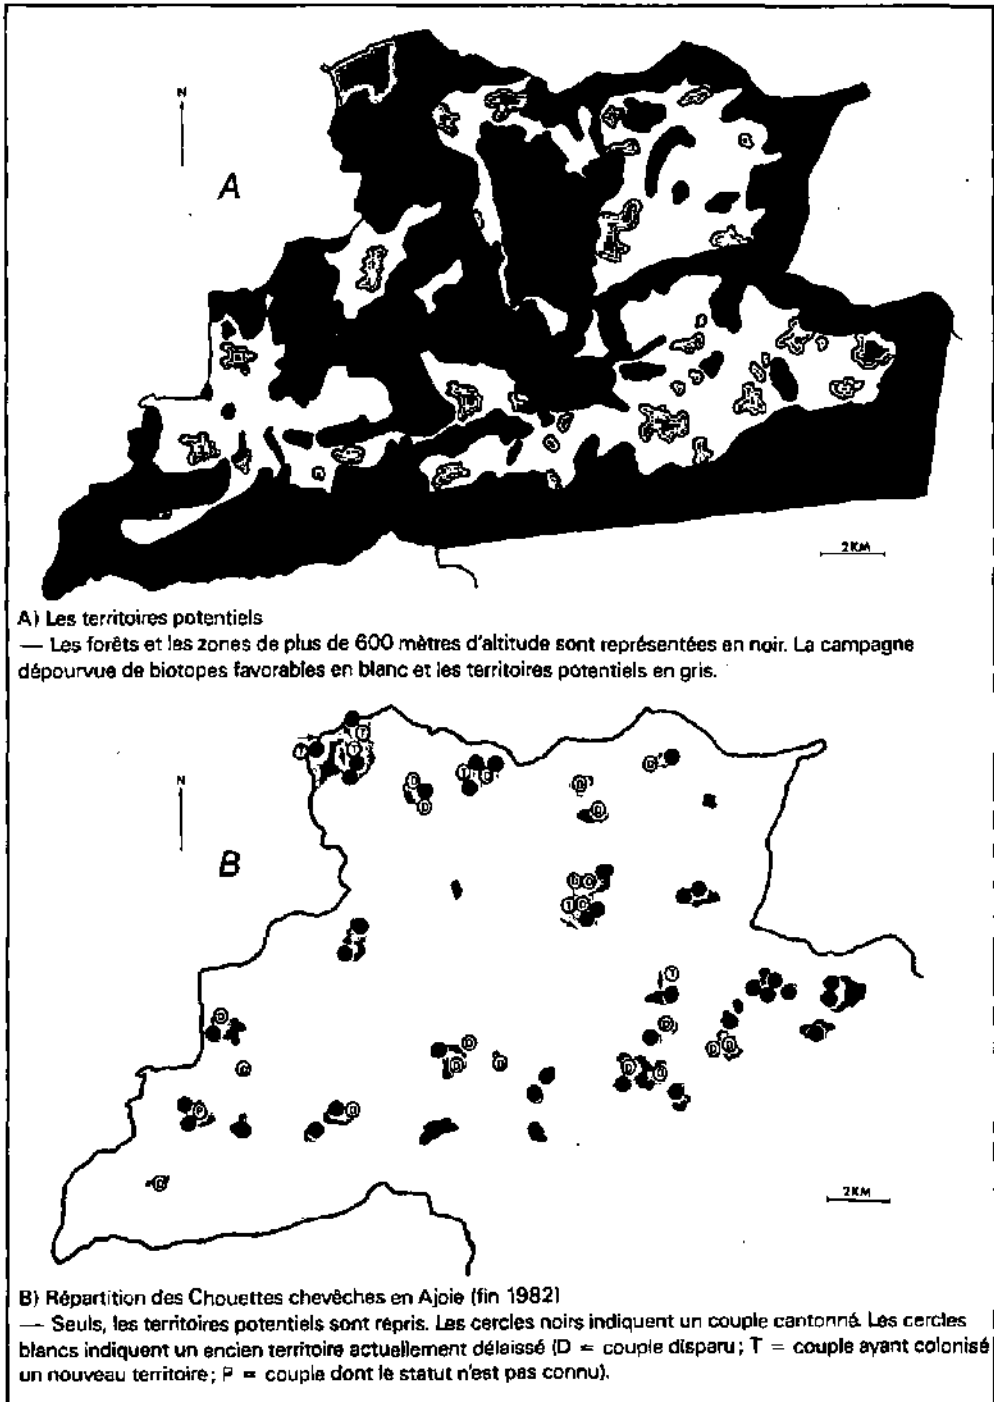 N
A
2KM
A) Les territoires potentiels
— Les forêts et les zones de plus de 600 mètres d'altitude sont représentées en noir. La campagne
dépourvue de biotopes favorables en blanc et les territoires potentiels en gris.
N
B
2KM
B) Répartition des Chouettes chevêches en Ajoie (fin 1982)
— Seuls, les territoires potentiels sont repris. Les cercles noirs indiquent un couple cantonné. Les cercles
blancs indiquent un ancien territoire actuellement délaissé (D = couple disparu; T = couple ayant colonisé
un nouveau territoire; P = couple dont le statut n'est pas connu).